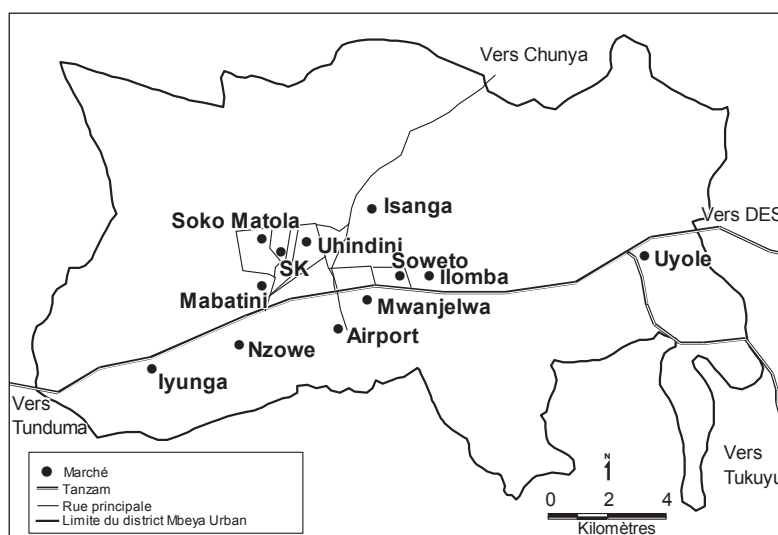 Vers Chunya
Isanga
Soko Matola
Vers DES
Uhindini
SK
Soweto
Uyole
Ilomba
Mabatini
Mwanjelwa
Airport
Nzowe
Iyunga
Vers
Tunduma
Vers
Tukuyu
Marché
Tanzam
Rue principale
Limite du district Mbeya Urban
N
0 2 4
Kilomètres